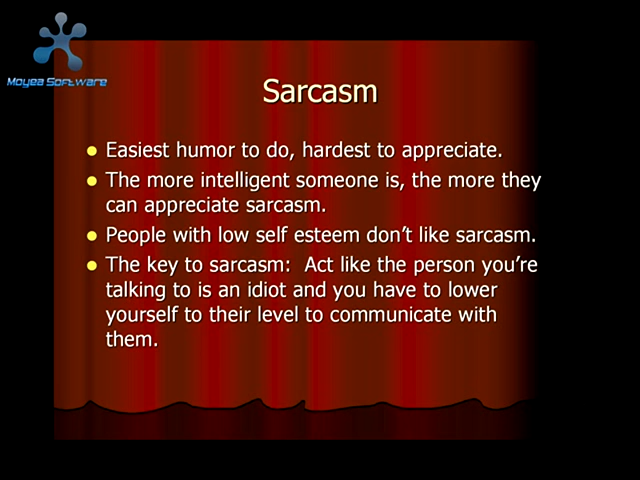 Moyea Software
Sarcasm
Easiest humor to do, hardest to appreciate.
The more intelligent someone is, the more they
can appreciate sarcasm.
People with low self esteem don't like sarcasm.
The key to sarcasm:  Act like the person you're
talking to is an idiot and you have to lower
yourself to their level to communicate with
them.